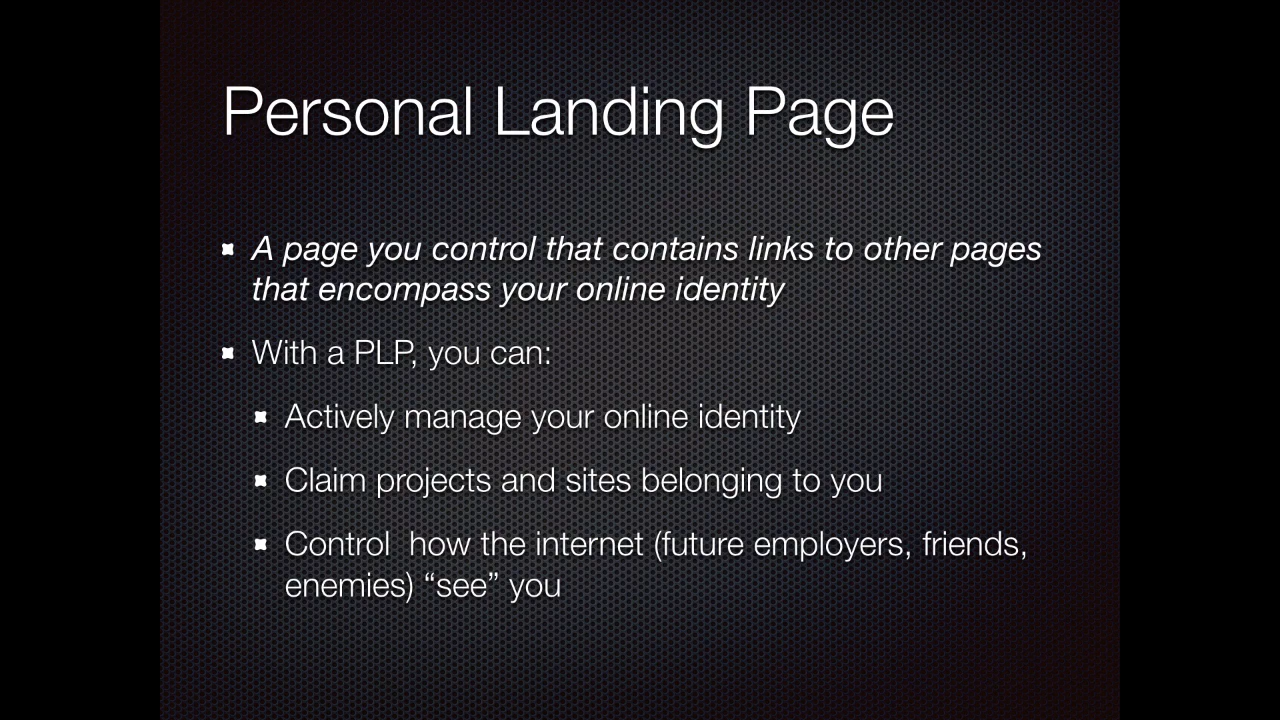 Personal Landing Page
A page you control that contains links to other pages
that encompass your online identity
With a PLP, you can:
Actively manage your online identity
Claim projects and sites belonging to you
Control  how the internet (future employers, friends,
enemies) “see” you